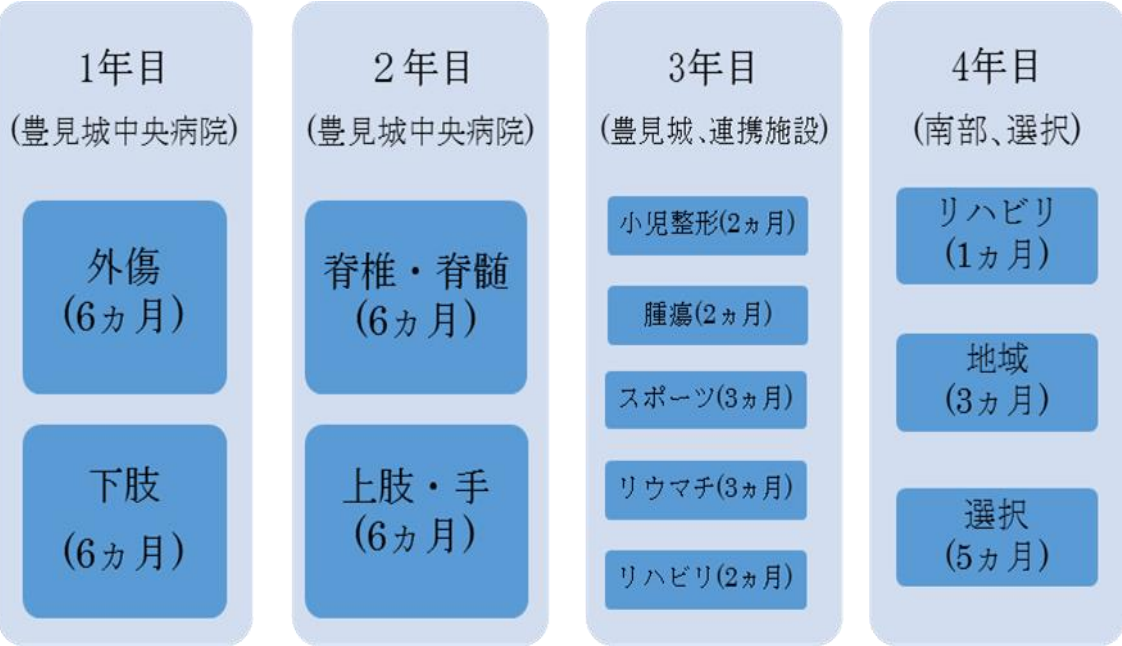 1年目
(豊見城中央病院)
外傷
(6カ月)
下肢
(6カ月)
２年目
(豊見城中央病院)
脊椎・脊髄
(6カ月)
上肢・手
(6カ月)
3年目
(豊見城､連携施設)
小児整形(2ヵ月)
腫瘍(2ヵ月)
スポーツ(3ヵ月)
リウマチ(3ヵ月)
リハビリ(2ヵ月)
4年目
(南部､選択)
リハビリ
(1ヵ月)
地域
(3ヵ月)
選択
(5ヵ月)